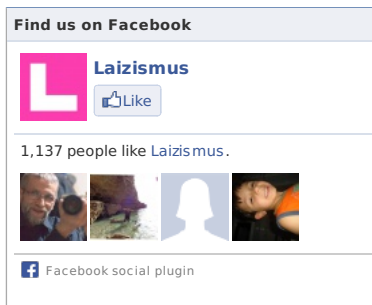 Find us on Facebook
Laizismus
Like
1,137 people like Laizismus.
Facebook social plugin